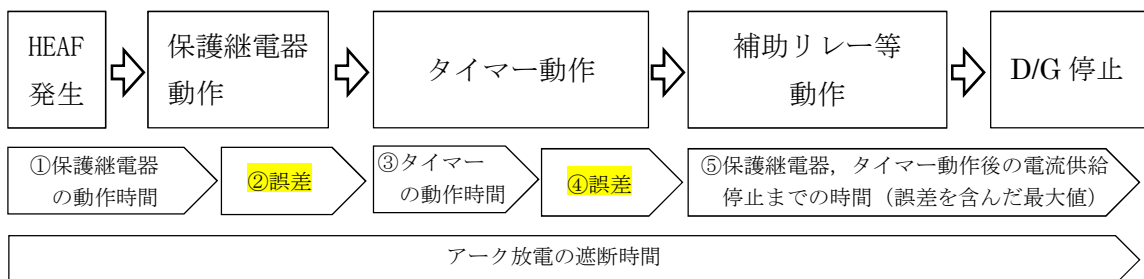 HEAF
発生
保護継電器
動作
タイマー動作
補助リレー等
動作
D/G 停止
①保護継電器
の動作時間
②誤差
③タイマー
の動作時間
④誤差
⑤保護継電器，タイマー動作後の電流供給
停止までの時間（誤差を含んだ最大値）
アーク放電の遮断時間